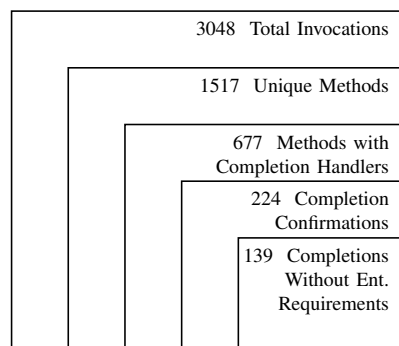 3048 Total Invocations
1517 Unique Methods
677 Methods with
Completion Handlers
224 Completion
Confirmations
139 Completions
Without Ent.
Requirements